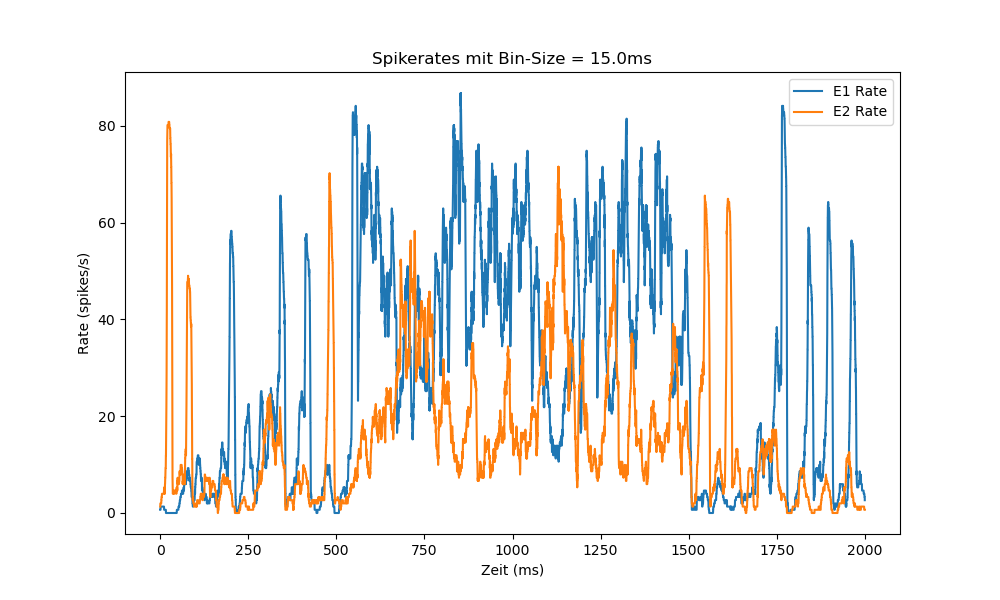 Spikerates mit Bin-Size = 15.0ms
E1 Rate
E2 Rate
80
60
40
20
0
Rate (spikes/s)
0 250 500 750 1000 1250 1500 1750 2000
Zeit (ms)